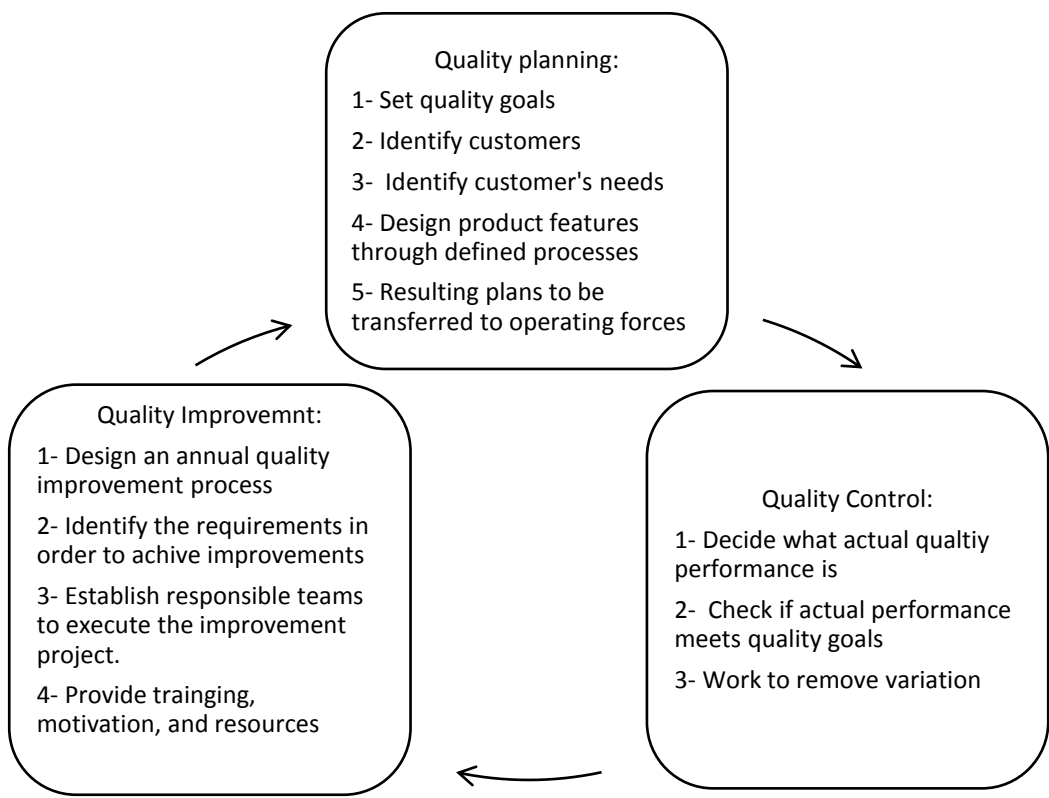 Quality planning:
1- Set quality goals
2- Identify customers
3- Identify customer's needs
4- Design product features
through defined processes
5- Resulting plans to be
transferred to operating forces
Quality Improvemnt:
1- Design an annual quality
improvement process
2- Identify the requirements in
order to achive improvements
3- Establish responsible teams
to execute the improvement
project.
4- Provide trainging,
motivation, and resources
Quality Control:
1- Decide what actual qualtiy
performance is
2- Check if actual performance
meets quality goals
3- Work to remove variation